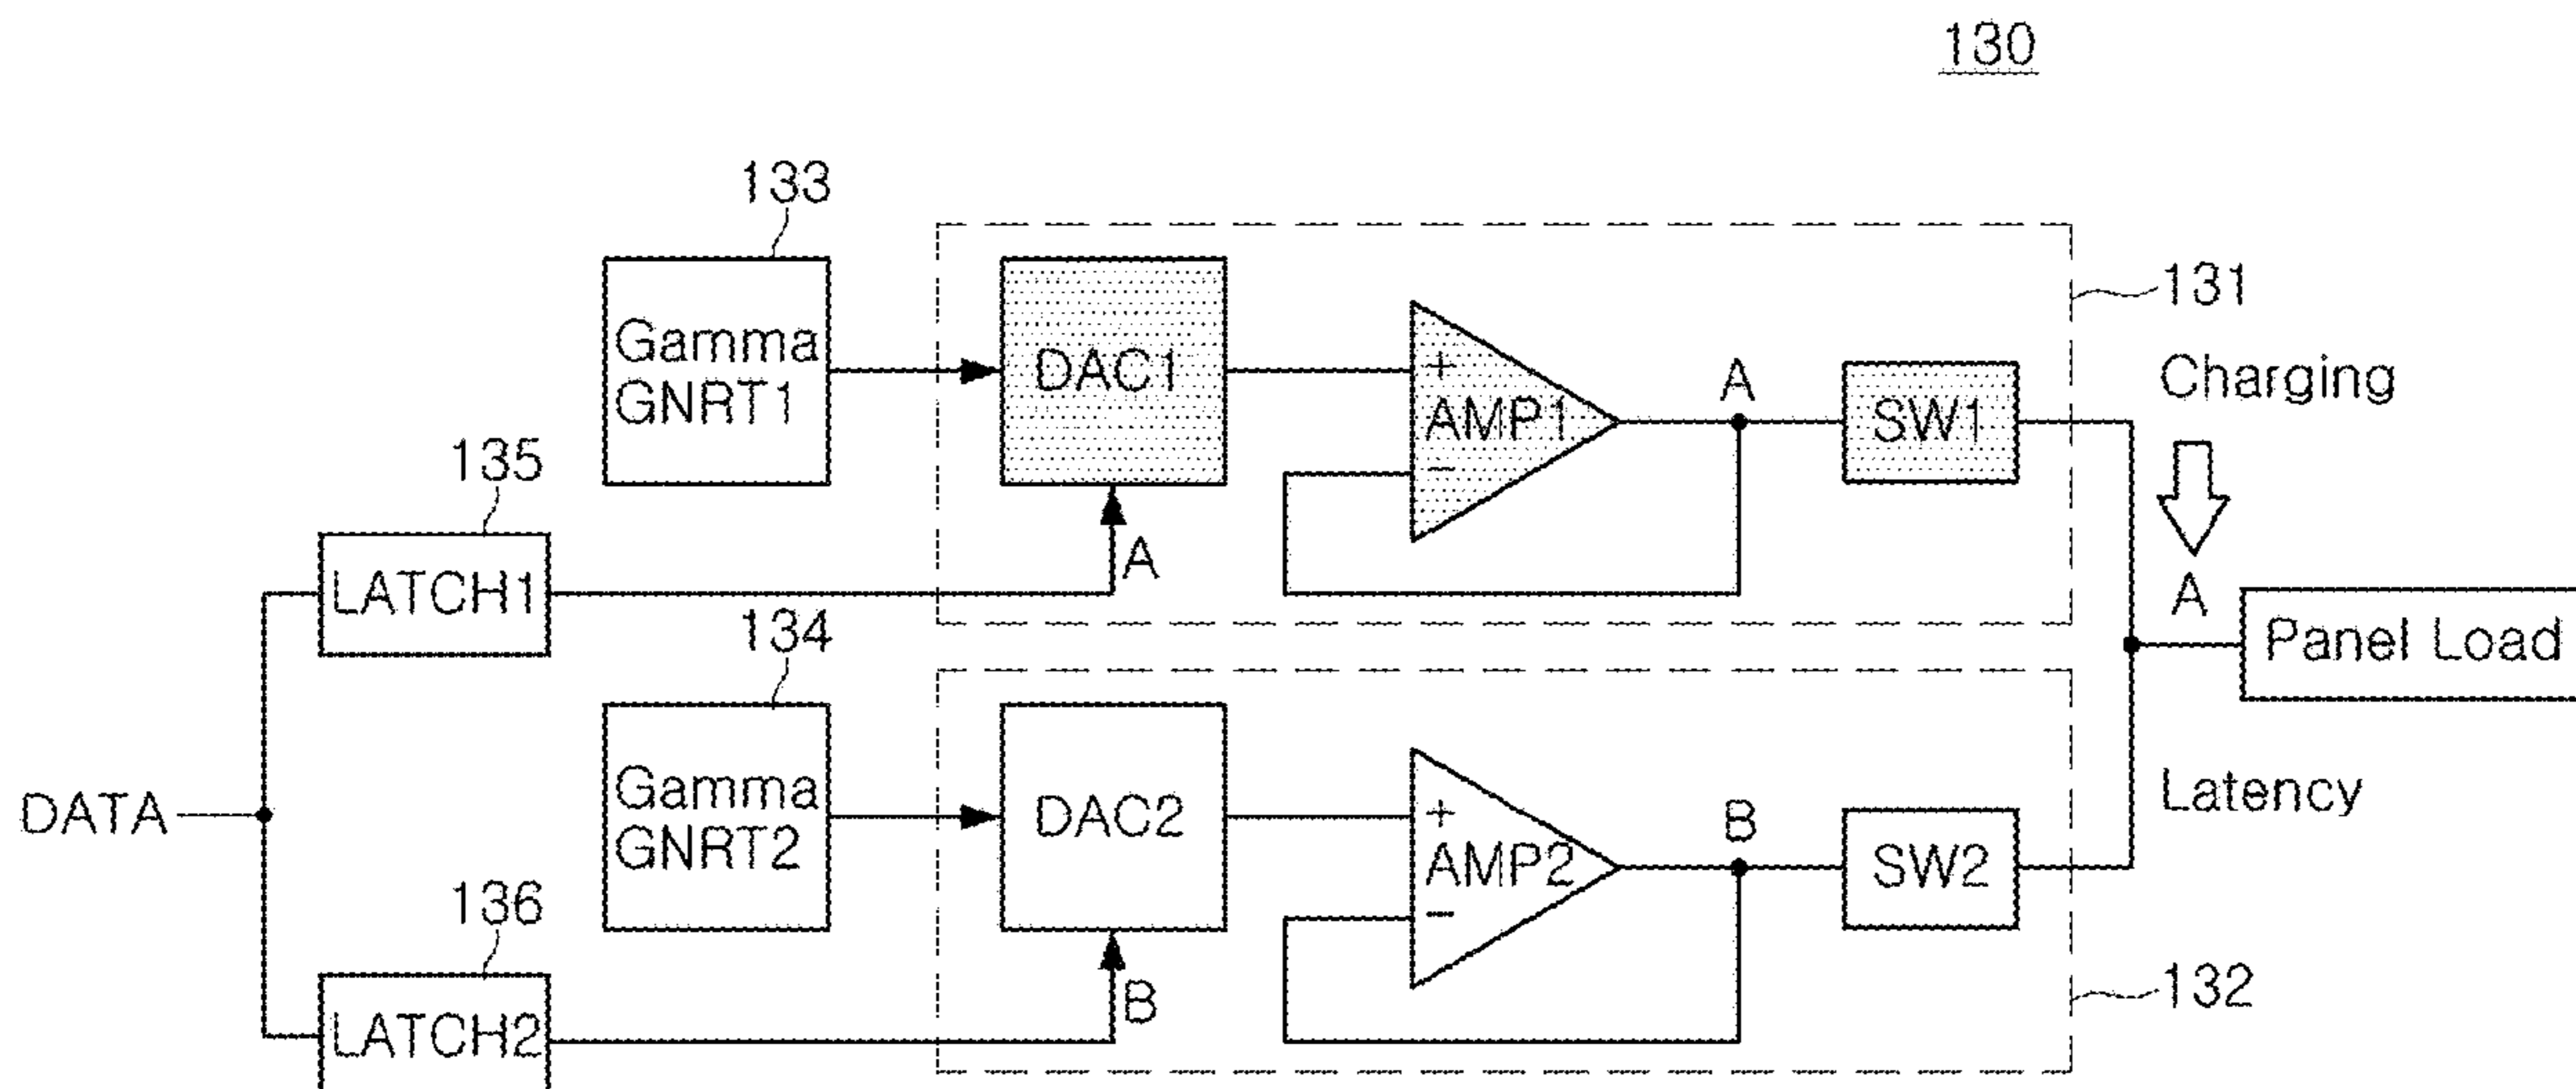 130
133
Gamma
GNRT1
DAC1
+
AMP1
−
A
SW1
131
Charging
A
135
LATCH1
A
Panel Load
134
Gamma
GNRT2
DAC2
+
AMP2
−
B
SW2
Latency
132
DATA
136
LATCH2
B